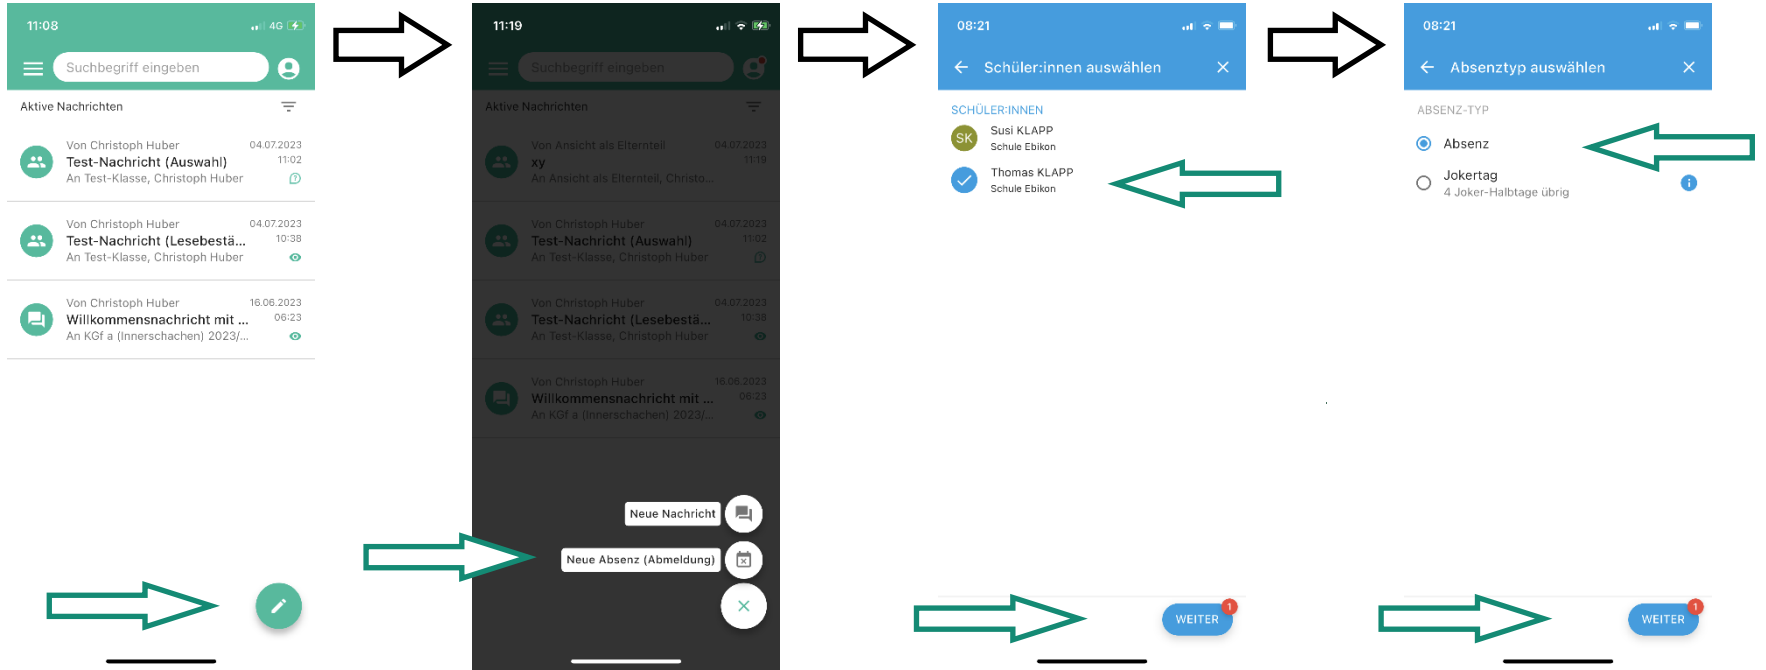 11:08
4G
Suchbegriff eingeben
Aktive Nachrichten
Von Christoph Huber 04.07.2023
Test-Nachricht (Auswahl) 11:02
An Test-Klasse, Christoph Huber
Von Christoph Huber 04.07.2023
Test-Nachricht (Lesebestä... 10:38
An Test-Klasse, Christoph Huber
Von Christoph Huber 16.06.2023
Willkommensnachricht mit ... 06:23
An KGf a (Innerschachen) 2023/...
11:19
Suchbegriff eingeben
Aktive Nachrichten
Von Ansicht als Elternteil 04.07.2023
xy 11:19
An Ansicht als Elternteil, Christo...
Von Christoph Huber 04.07.2023
Test-Nachricht (Auswahl) 11:02
An Test-Klasse, Christoph Huber
Von Christoph Huber 04.07.2023
Test-Nachricht (Lesebestä... 10:38
An Test-Klasse, Christoph Huber
Von Christoph Huber 16.06.2023
Willkommensnachricht mit ... 06:23
An KGf a (Innerschachen) 2023/...
Neue Nachricht
Neue Absenz (Abmeldung)
08:21
Schüler:innen auswählen
SCHÜLER:INNEN
SK
Susi KLAPP
Schule Ebikon
Thomas KLAPP
Schule Ebikon
WEITER 1
08:21
Absenztyp auswählen
ABSENZ-TYP
Absenz
Jokertag
4 Joker-Halbtage übrig
WEITER 1